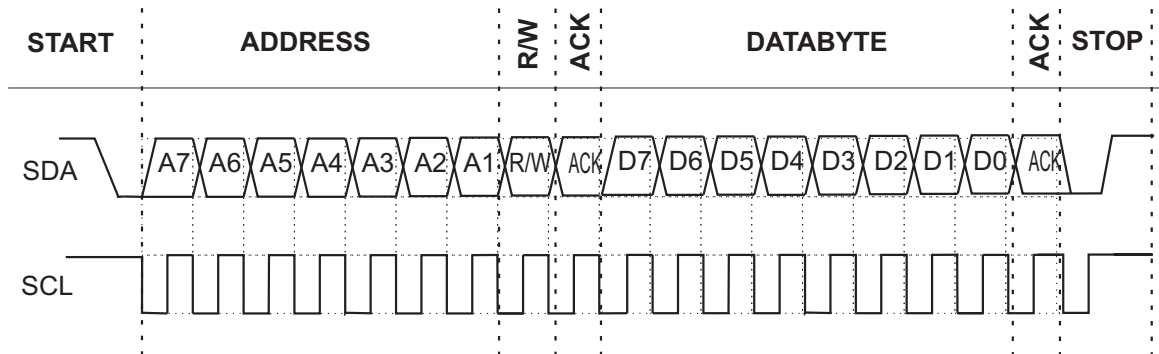 START ADDRESS R/W ACK DATABYTE ACK STOP
SDA A7 A6 A5 A4 A3 A2 A1 R/W ACK D7 D6 D5 D4 D3 D2 D1 D0 ACK
SCL